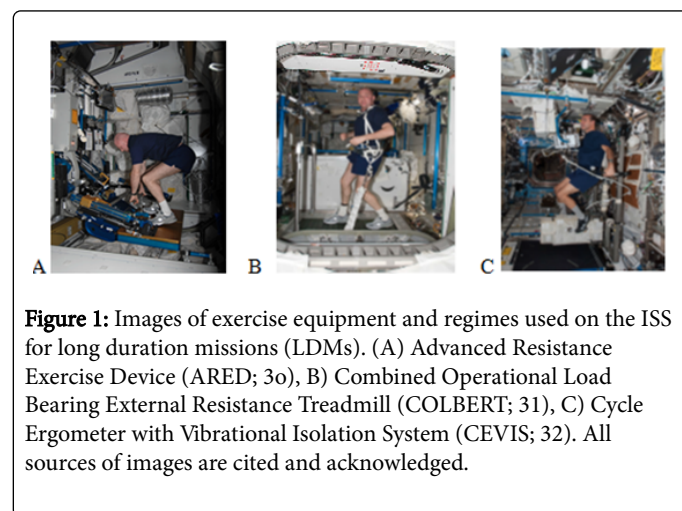 A
B
C
Figure 1: Images of exercise equipment and regimes used on the ISS
for long duration missions (LDMs). (A) Advanced Resistance
Exercise Device (ARED; 3o), B) Combined Operational Load
Bearing External Resistance Treadmill (COLBERT; 31), C) Cycle
Ergometer with Vibrational Isolation System (CEVIS; 32). All
sources of images are cited and acknowledged.